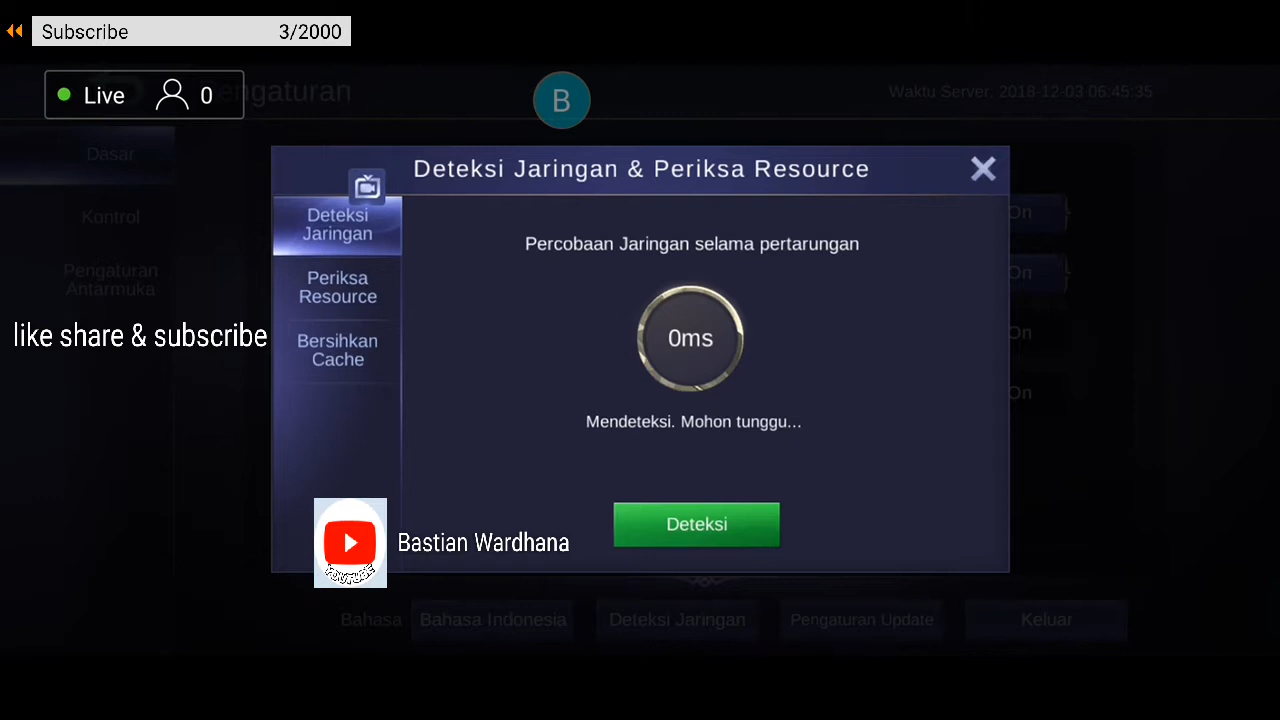 Subscribe 3/2000
Live 0
Pengaturan
B
Waktu Server. 2018-12-03 06:45:35
Dasar
Kontrol
Pengaturan
Antarmuka
like share & subscribe
Deteksi Jaringan & Periksa Resource
Deteksi
Jaringan
Periksa
Resource
Bersihkan
Cache
Percobaan Jaringan selama pertarungan
0ms
Mendeteksi. Mohon tunggu...
Deteksi
On
On
On
On
YOUTUBE
Bastian Wardhana
Bahasa
Bahasa Indonesia
Deteksi Jaringan
Pengaturan Update
Keluar